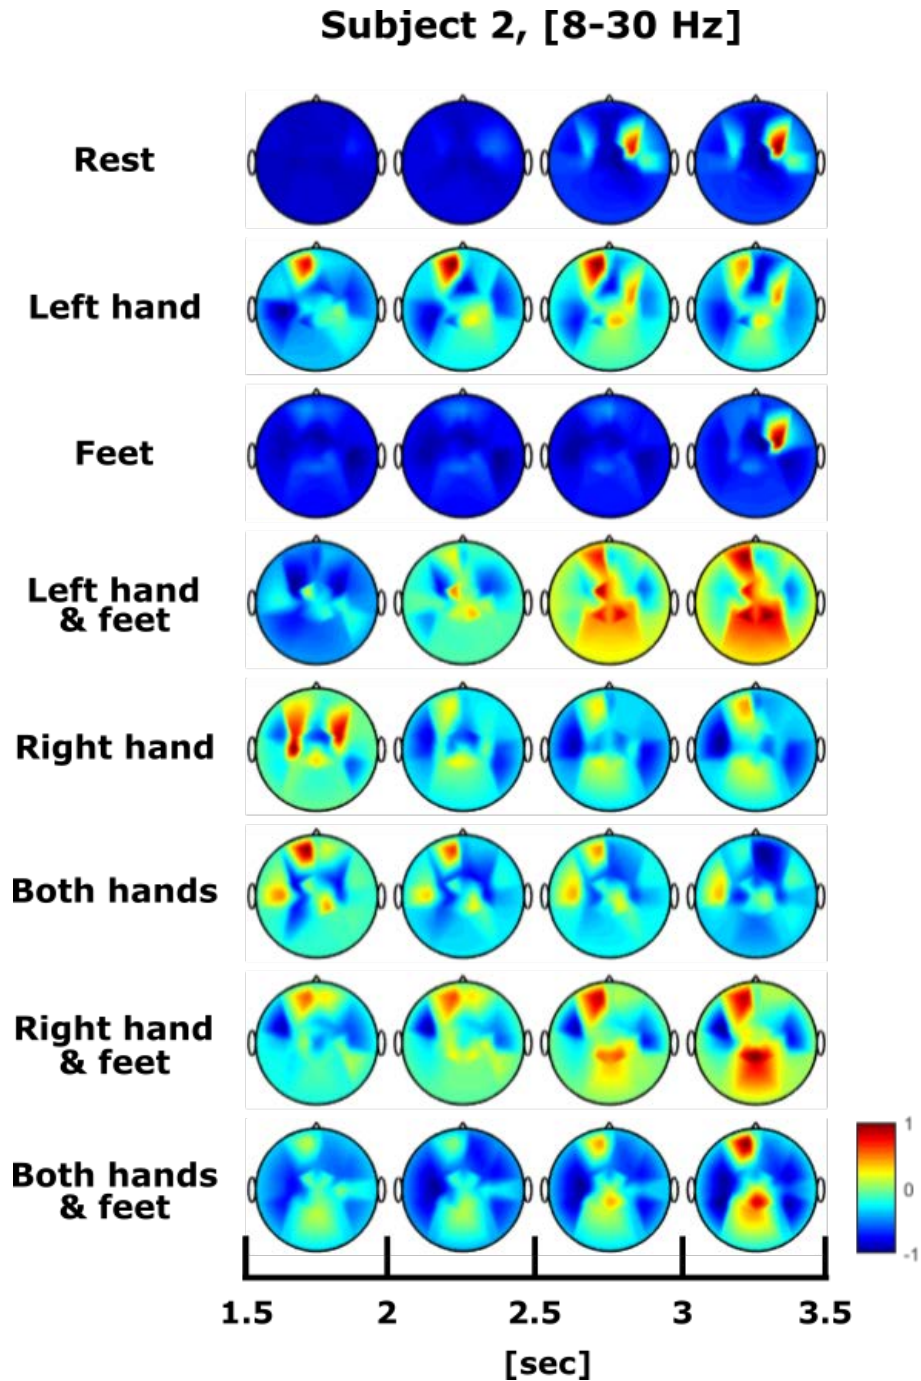 Subject 2, [8-30 Hz]
Rest
Left hand
Feet
Left hand
& feet
Right hand
Both hands
Right hand
& feet
Both hands
& feet
1
0
-1
1.5 2 2.5 3 3.5
[sec]